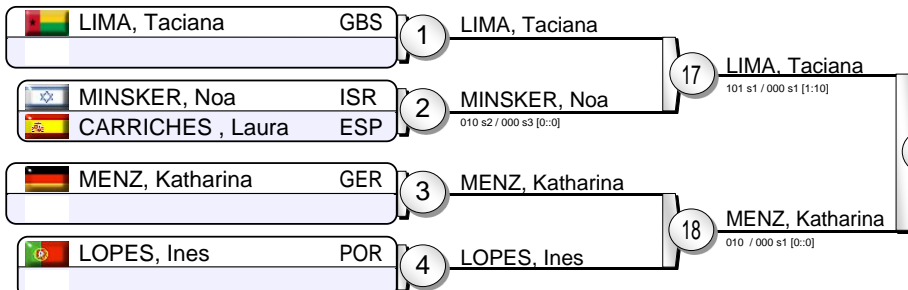 LIMA, Taciana GBS
1
LIMA, Taciana
17
LIMA, Taciana
101 s1 / 000 s1 [1:10]
MINSKER, Noa ISR
CARRICHES , Laura ESP
2
MINSKER, Noa
010 s2 / 000 s3 [0::0]
MENZ, Katharina GER
3
MENZ, Katharina
18
MENZ, Katharina
010 / 000 s1 [0::0]
LOPES, Ines POR
4
LOPES, Ines